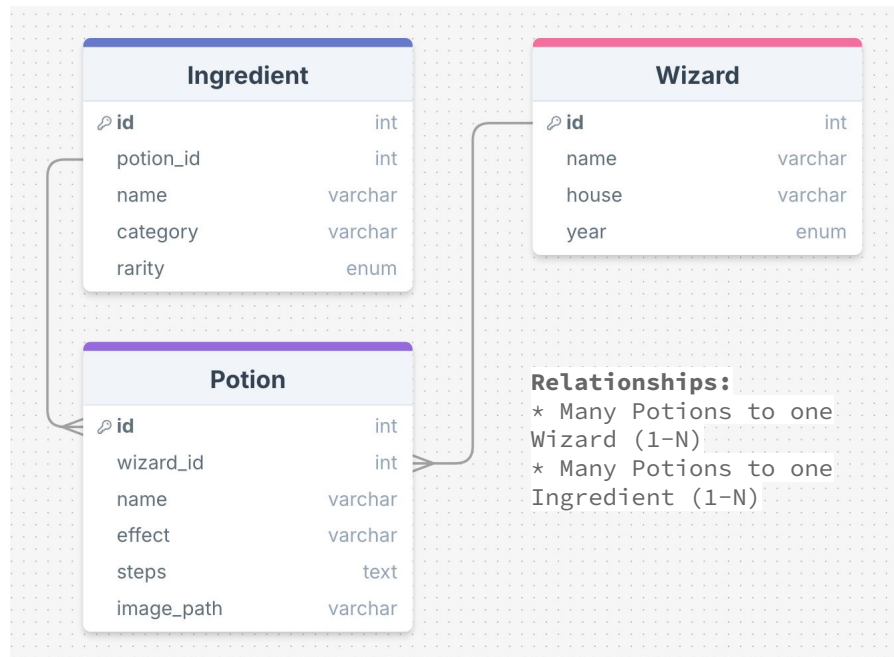 Ingredient
id int
potion_id int
name varchar
category varchar
rarity enum
Wizard
id int
name varchar
house varchar
year enum
Potion
id int
wizard_id int
name varchar
effect varchar
steps text
image_path varchar
Relationships:
* Many Potions to one
Wizard (1-N)
* Many Potions to one
Ingredient (1-N)